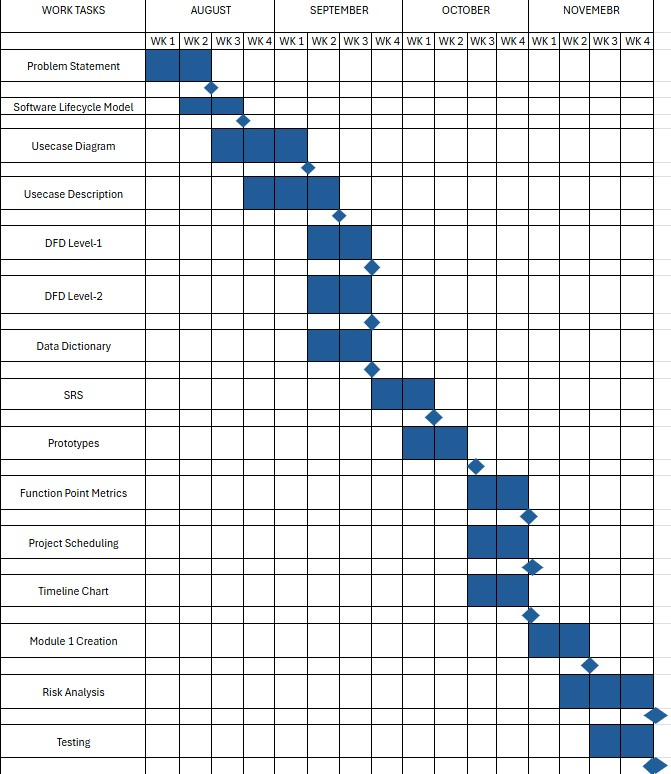 WORK TASKS AUGUST SEPTEMBER OCTOBER NOVEMEBR
WK 1 WK 2 WK 3 WK 4 WK 1 WK 2 WK 3 WK 4 WK 1 WK 2 WK 3 WK 4 WK 1 WK 2 WK 3 WK 4
Problem Statement
Software Lifecycle Model
Usecase Diagram
Usecase Description
DFD Level-1
DFD Level-2
Data Dictionary
SRS
Prototypes
Function Point Metrics
Project Scheduling
Timeline Chart
Module 1 Creation
Risk Analysis
Testing